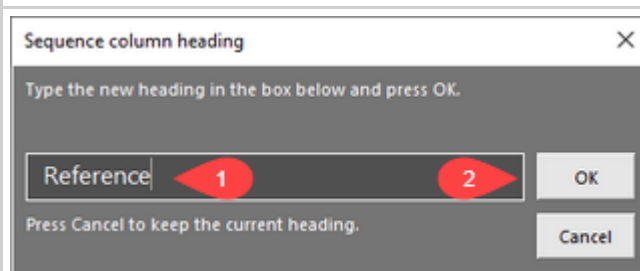 Sequence column heading
Type the new heading in the box below and press OK.
Reference 1 2 OK
Press Cancel to keep the current heading.
Cancel